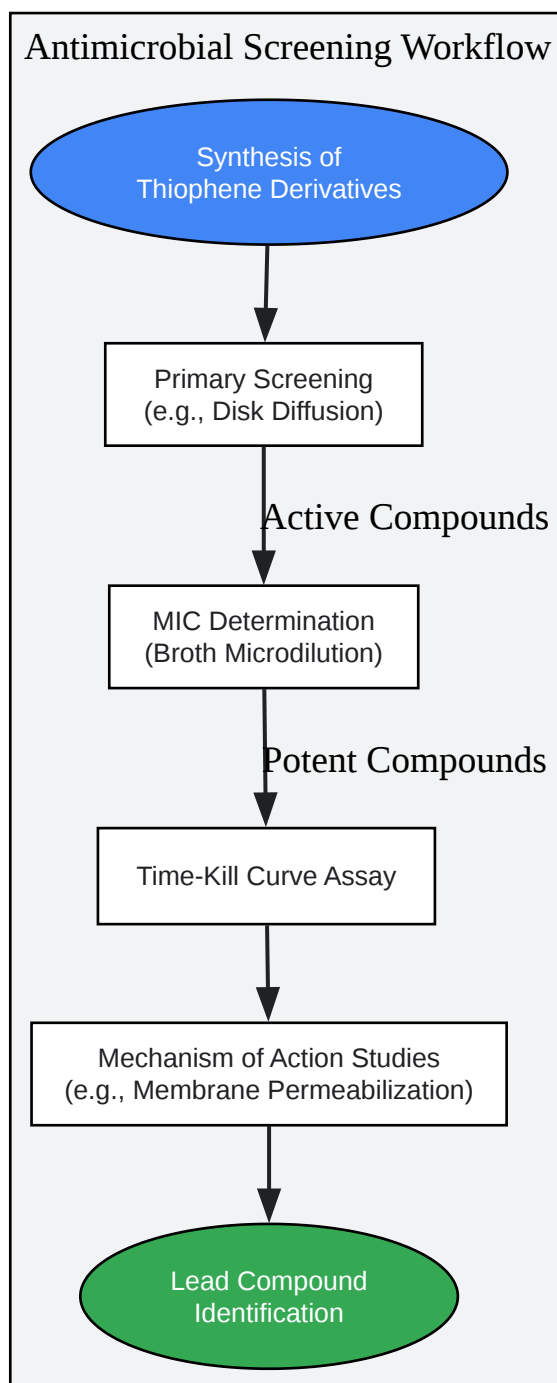 Antimicrobial Screening Workflow
Synthesis of
Thiophene Derivatives
Primary Screening
(e.g., Disk Diffusion)
Active Compounds
MIC Determination
(Broth Microdilution)
Potent Compounds
Time-Kill Curve Assay
Mechanism of Action Studies
(e.g., Membrane Permeabilization)
Lead Compound
Identification